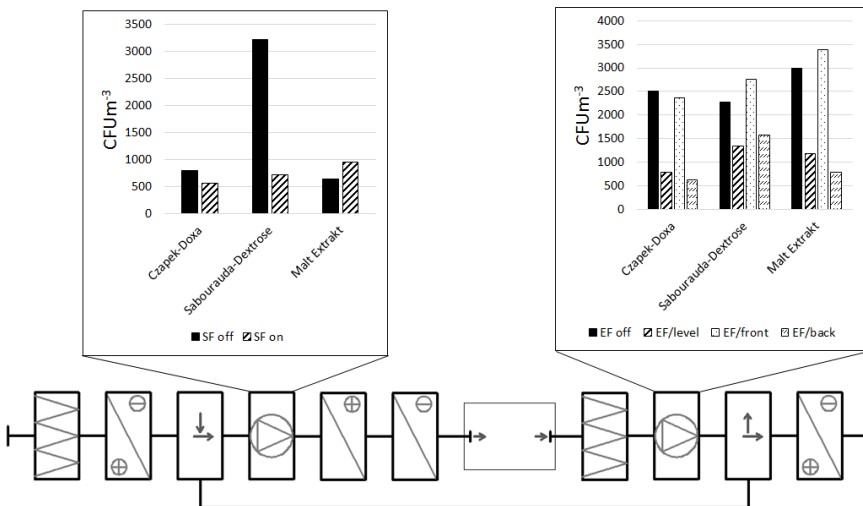 3500
3000
2500
2000
1500
1000
500
0
CFUm-3
Czapek-Doxa
Sabourauda-Dextrose
Malt Extrakt
SF off SF on
4000
3500
3000
2500
2000
1500
1000
500
0
CFUm-3
Czapek-Doxa
Sabourauda-Dextrose
Malt Extrakt
EF off EF/level EF/front EF/back